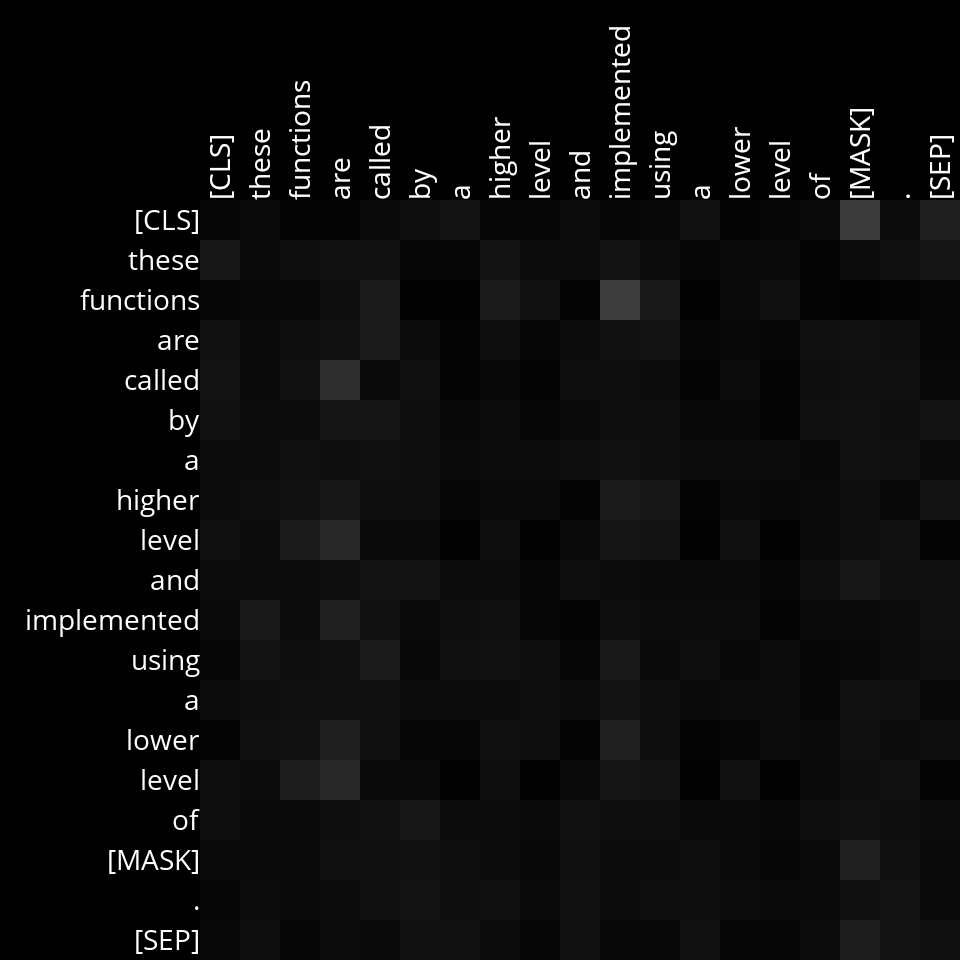 [CLS] these functions are called by a higher level and implemented using a lower level of [MASK] . [SEP]
[CLS]
these
functions
are
called
by
a
higher
level
and
implemented
using
a
lower
level
of
[MASK]
.
[SEP]